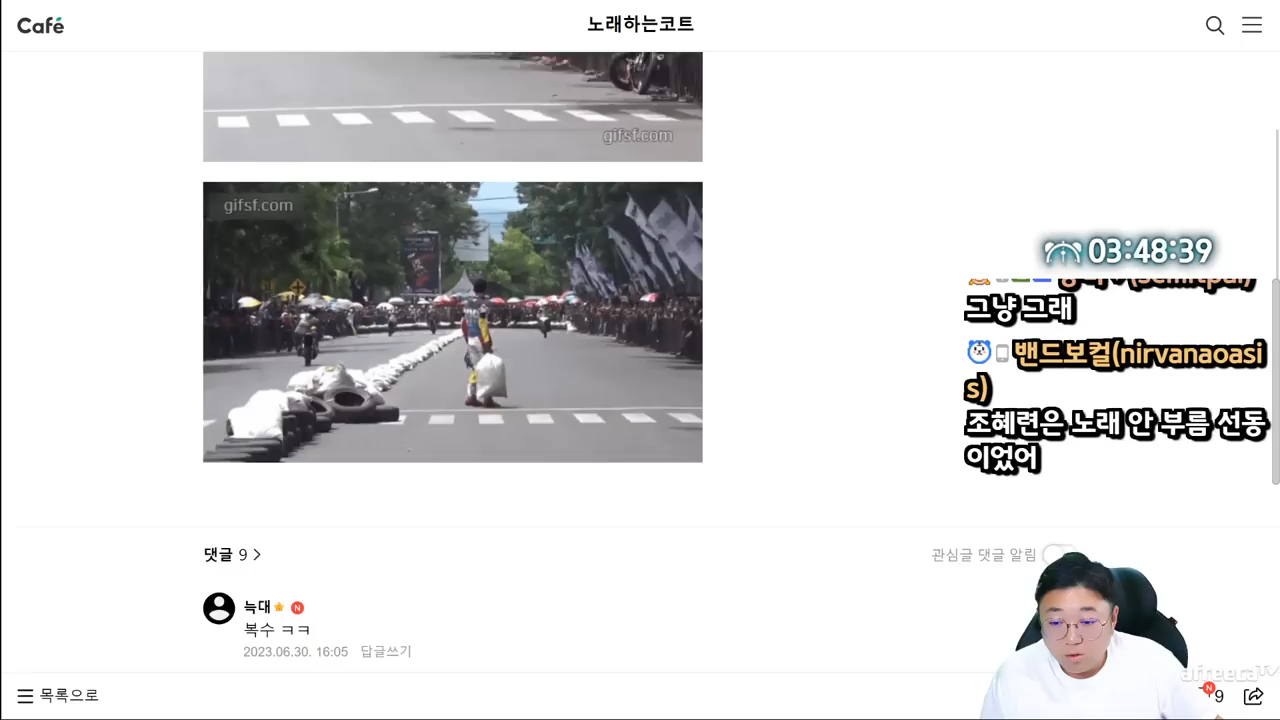 Café
노래하는코트
gifsf.com
gifsf.com
03:48:39
그냥 그래
밴드보컬(nirvanaoasi
s)
조혜련은 노래 안 부름 선동
이었어
댓글 9
관심글 댓글 알림
늑대 N
복수 ㅋㅋ
2023.06.30. 16:05 답글쓰기
afreecaTV
목록으로
N
9